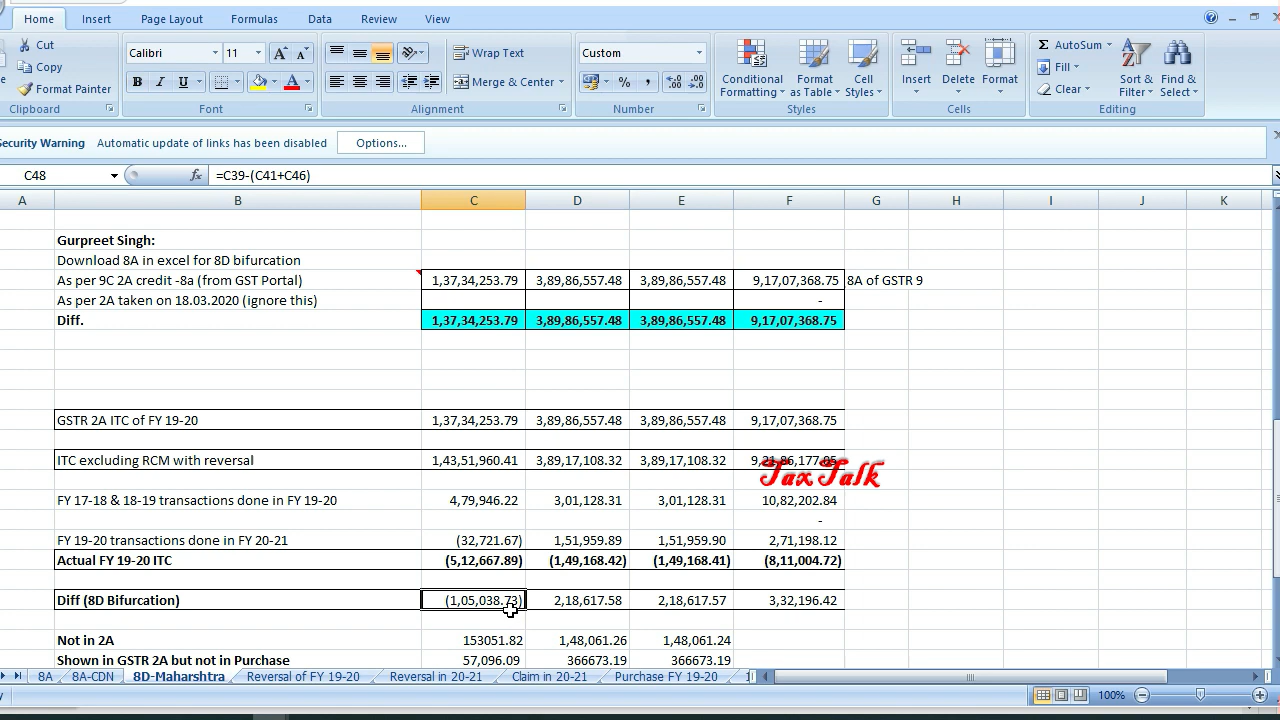 Home Insert Page Layout Formulas Data Review View
Cut
Copy
Format Painter
Clipboard
Calibri 11
B I U
Font
Wrap Text
Merge & Center
Alignment
Custom
%
Number
Conditional Formatting
Format as Table
Cell Styles
Styles
Insert Delete Format
Cells
Σ AutoSum
Fill
Clear
Sort & Filter
Find & Select
Editing
Security Warning Automatic update of links has been disabled Options...
C48 fx =C39-(C41+C46)
A B C D E F G H I J K
Gurpreet Singh:
Download 8A in excel for 8D bifurcation
As per 9C 2A credit -8a (from GST Portal) 1,37,34,253.79 3,89,86,557.48 3,89,86,557.48 9,17,07,368.75 8A of GSTR 9
As per 2A taken on 18.03.2020 (ignore this) -
Diff. 1,37,34,253.79 3,89,86,557.48 3,89,86,557.48 9,17,07,368.75
GSTR 2A ITC of FY 19-20 1,37,34,253.79 3,89,86,557.48 3,89,86,557.48 9,17,07,368.75
ITC excluding RCM with reversal 1,43,51,960.41 3,89,17,108.32 3,89,17,108.32 9,21,86,177.05
TaxTalk
FY 17-18 & 18-19 transactions done in FY 19-20 4,79,946.22 3,01,128.31 3,01,128.31 10,82,202.84
-
FY 19-20 transactions done in FY 20-21 (32,721.67) 1,51,959.89 1,51,959.90 2,71,198.12
Actual FY 19-20 ITC (5,12,667.89) (1,49,168.42) (1,49,168.41) (8,11,004.72)
Diff (8D Bifurcation) (1,05,038.73) 2,18,617.58 2,18,617.57 3,32,196.42
Not in 2A 153051.82 1,48,061.26 1,48,061.24
Shown in GSTR 2A but not in Purchase 57,096.09 366673.19 366673.19
8A 8A-CDN 8D-Maharshtra Reversal of FY 19-20 Reversal in 20-21 Claim in 20-21 Purchase FY 19-20
100%